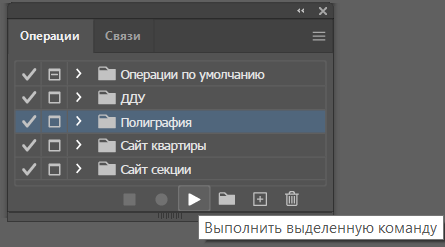 Операции Связи
Операции по умолчанию
ДДУ
Полиграфия
Сайт квартиры
Сайт секции
Выполнить выделенную команду